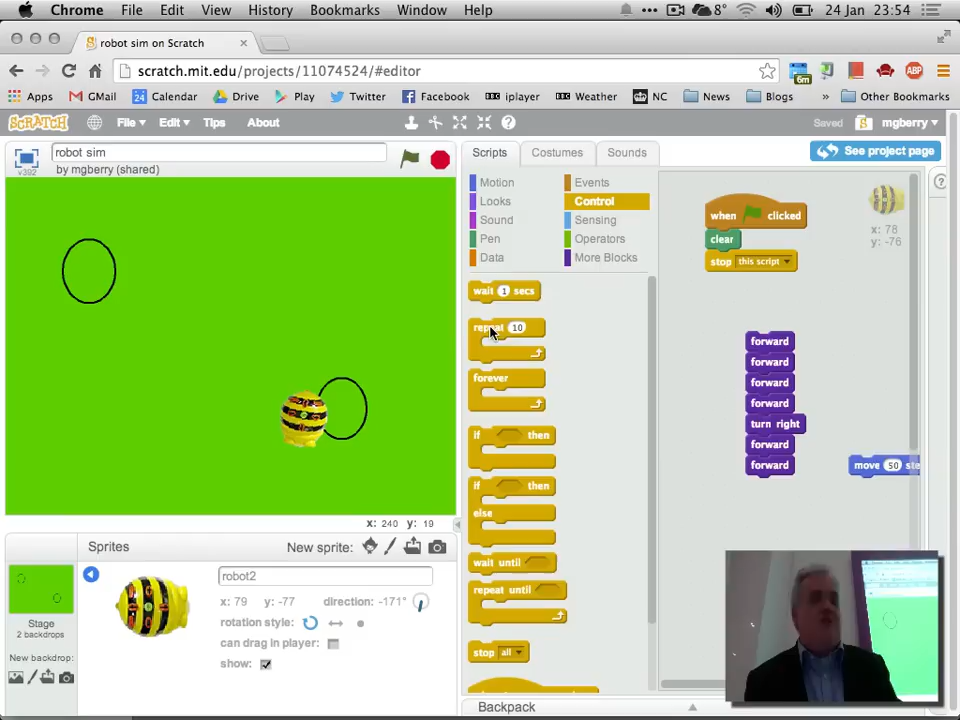 Chrome File Edit View History Bookmarks Window Help 8° 24 Jan 23:54
robot sim on Scratch
scratch.mit.edu/projects/11074524/#editor 6m ABP
Apps GMail Calendar Drive Play Twitter Facebook iplayer Weather NC News Blogs » Other Bookmarks
SCRATCH File Edit Tips About Saved mgberry
robot sim
v392 by mgberry (shared)
Scripts Costumes Sounds See project page
Motion Events
Looks Control
Sound Sensing
Pen Operators
Data More Blocks
wait 1 secs
repeat 10
forever
if then
if then
else
wait until
repeat until
stop all
when clicked
clear
stop this script
x: 78
y: -76
forward
forward
forward
forward
turn right
forward
forward
move 50 ste
x: 240 y: 19
Sprites New sprite:
Stage
2 backdrops
New backdrop:
robot2
x: 79 y: -77 direction: -171°
rotation style:
can drag in player:
show:
Backpack